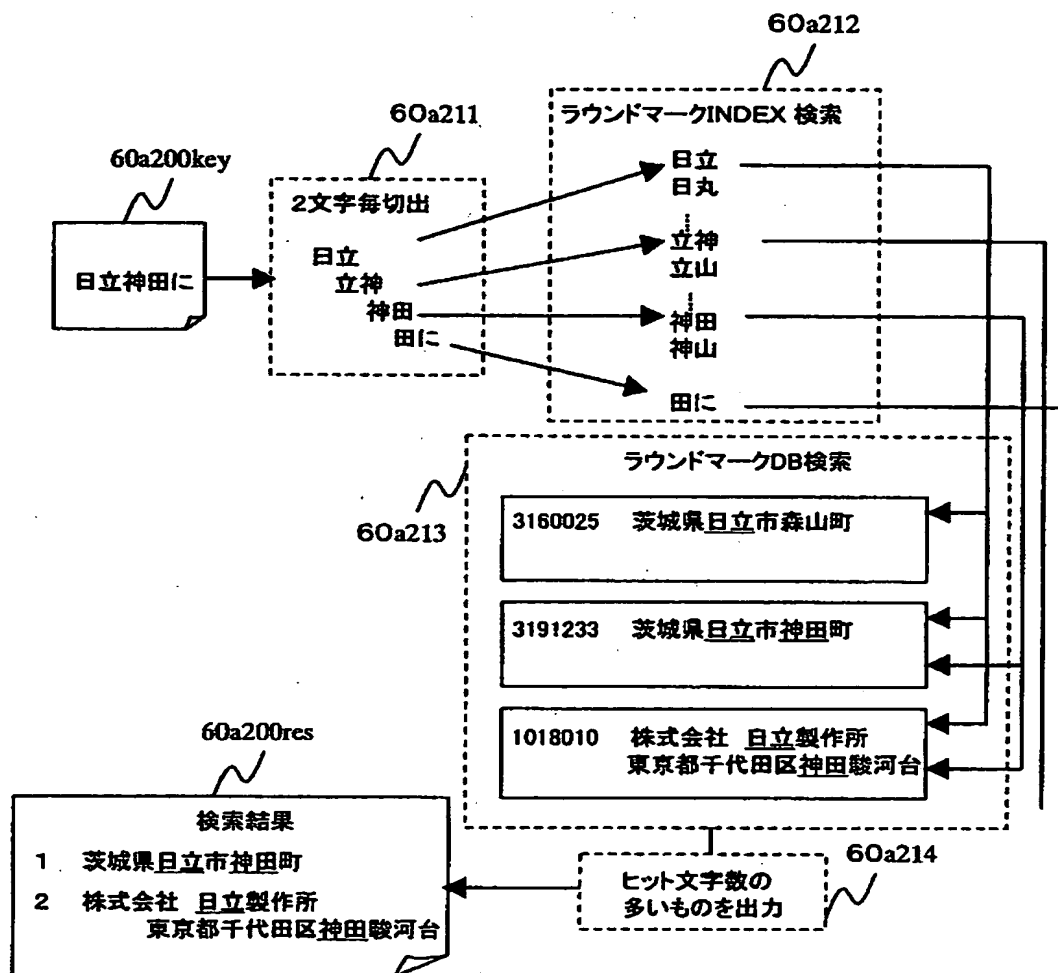 60a212
60a211
ラウンドマークINDEX 検索
60a200key
日立
日丸
2文字毎切出
立神
立山
日立神田に
日立
立神
神田
田に
神田
神山
田に
ラウンドマークDB検索
60a213
3160025 茨城県日立市森山町
3191233 茨城県日立市神田町
60a200res
1018010 株式会社 日立製作所
東京都千代田区神田駿河台
検索結果
1 茨城県日立市神田町
2 株式会社 日立製作所
東京都千代田区神田駿河台
60a214
ヒット文字数の
多いものを出力